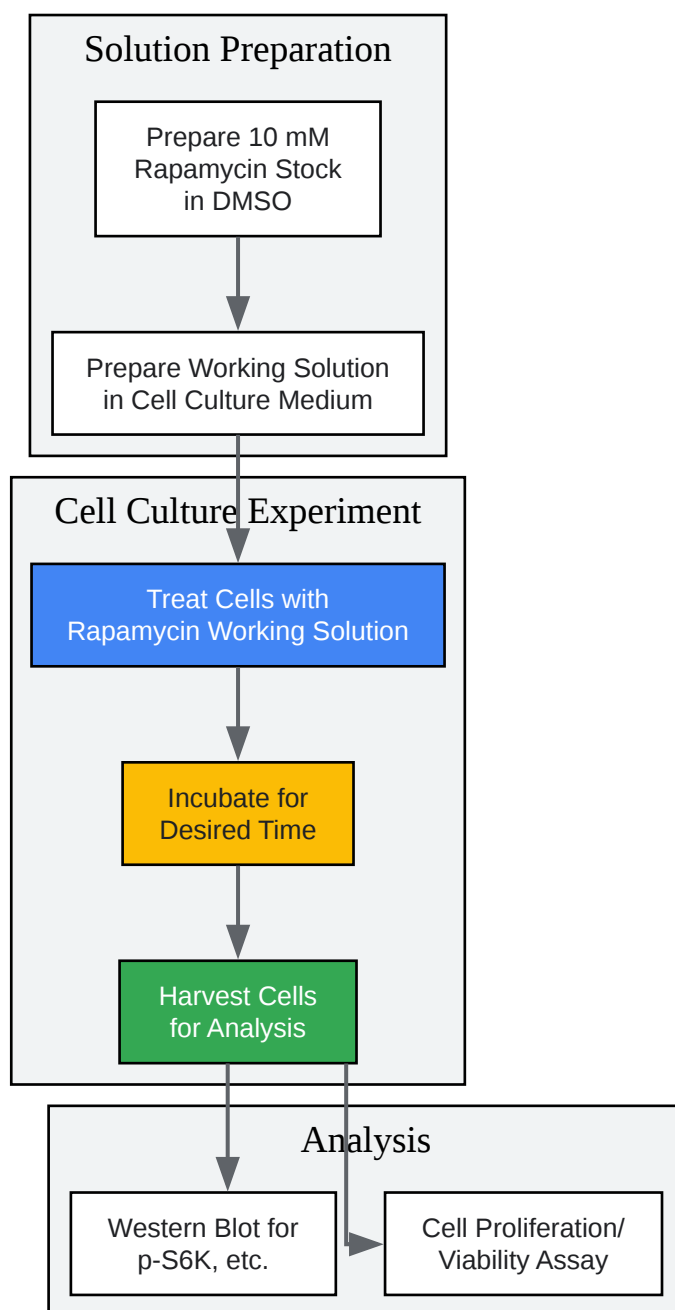 Solution Preparation
Prepare 10 mM
Rapamycin Stock
in DMSO
Prepare Working Solution
in Cell Culture Medium
Cell Culture Experiment
Treat Cells with
Rapamycin Working Solution
Incubate for
Desired Time
Harvest Cells
for Analysis
Analysis
Western Blot for
p-S6K, etc.
Cell Proliferation/
Viability Assay